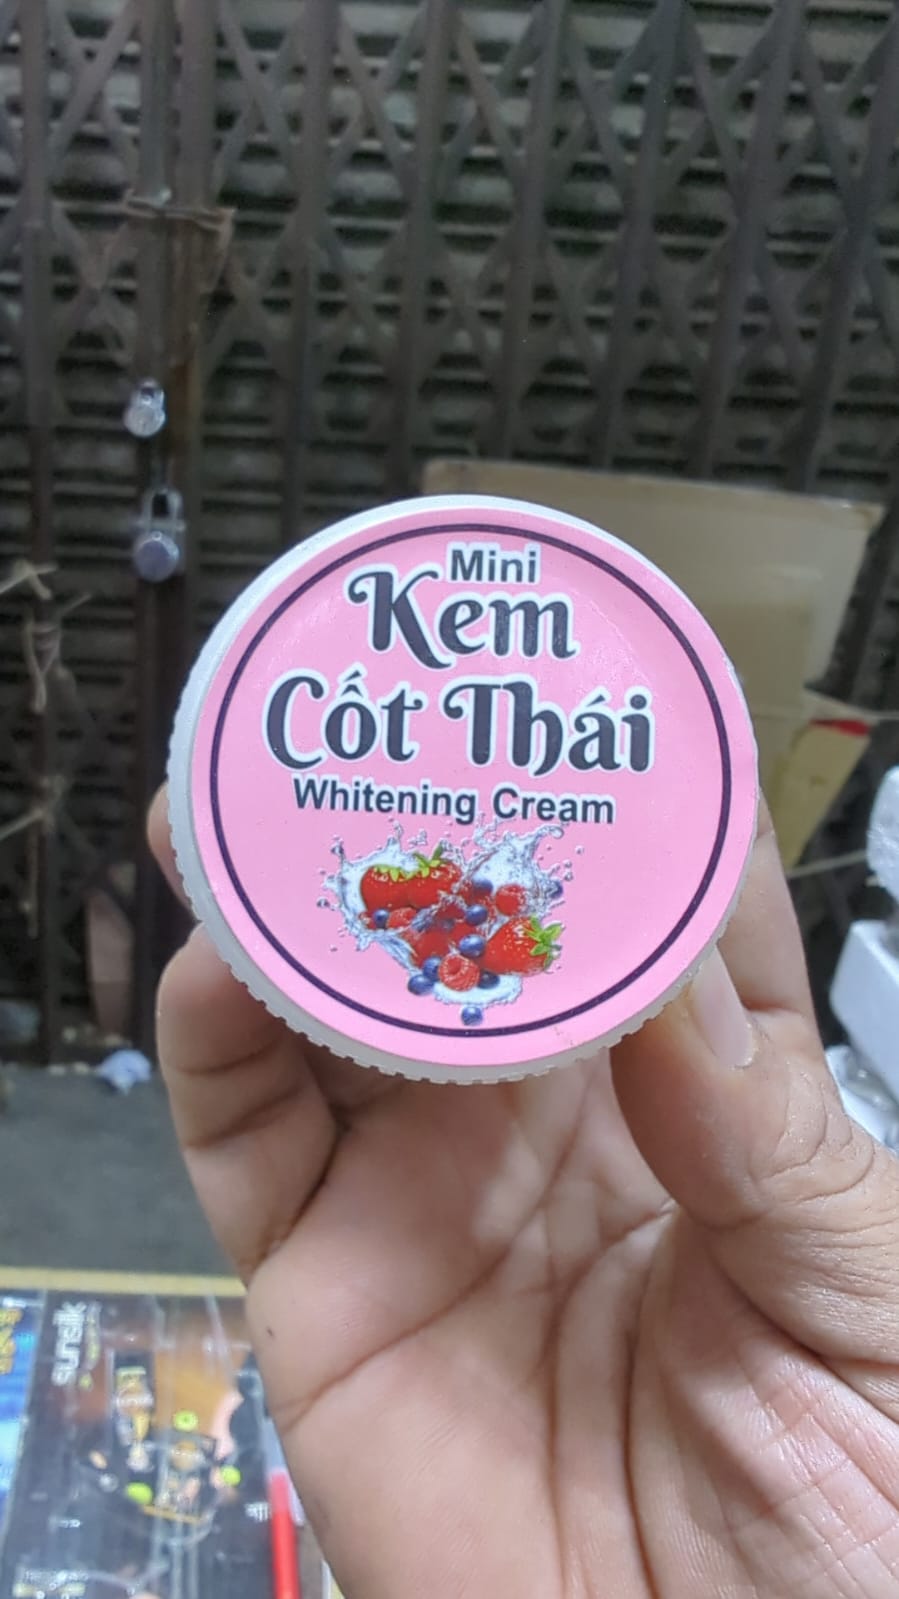 Mini
Kem
Cốt Thái
Whitening Cream
sunsilk